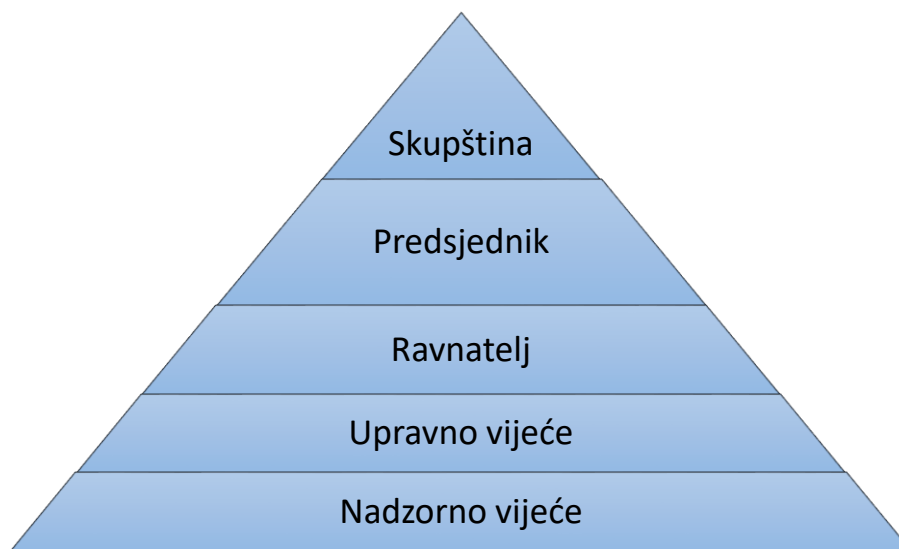 Skupština
Predsjednik
Ravnatelj
Upravno vijeće
Nadzorno vijeće